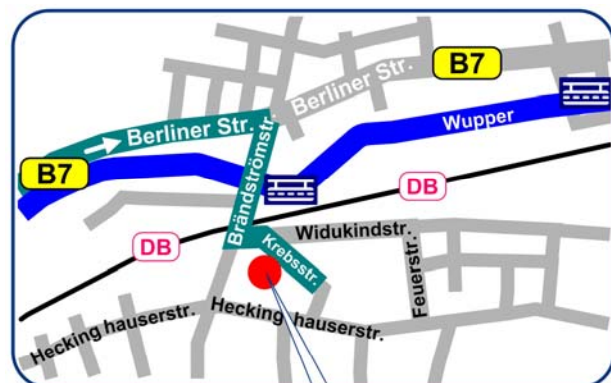 B7
Berliner Str.
Wupper
Berliner Str.
B7
Brändströmstr.
DB
DB
Widukindstr.
Krebsstr.
Feuerstr.
Hecking hauserstr.
Hecking hauserstr.